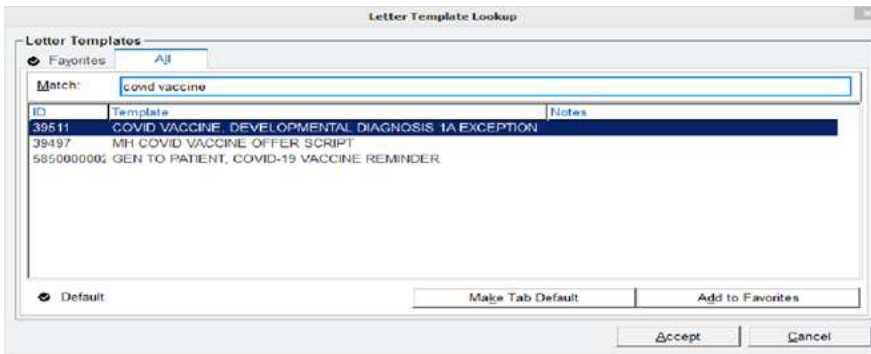 Letter Template Lookup
Letter Templates
Favorites All
Match: covid vaccine
ID Template Notes
39511 COVID VACCINE, DEVELOPMENTAL DIAGNOSIS 1A EXCEPTION
39497 MH COVID VACCINE OFFER SCRIPT
5850000002 GEN TO PATIENT, COVID-19 VACCINE REMINDER
Default Make Tab Default Add to Favorites
Accept Cancel